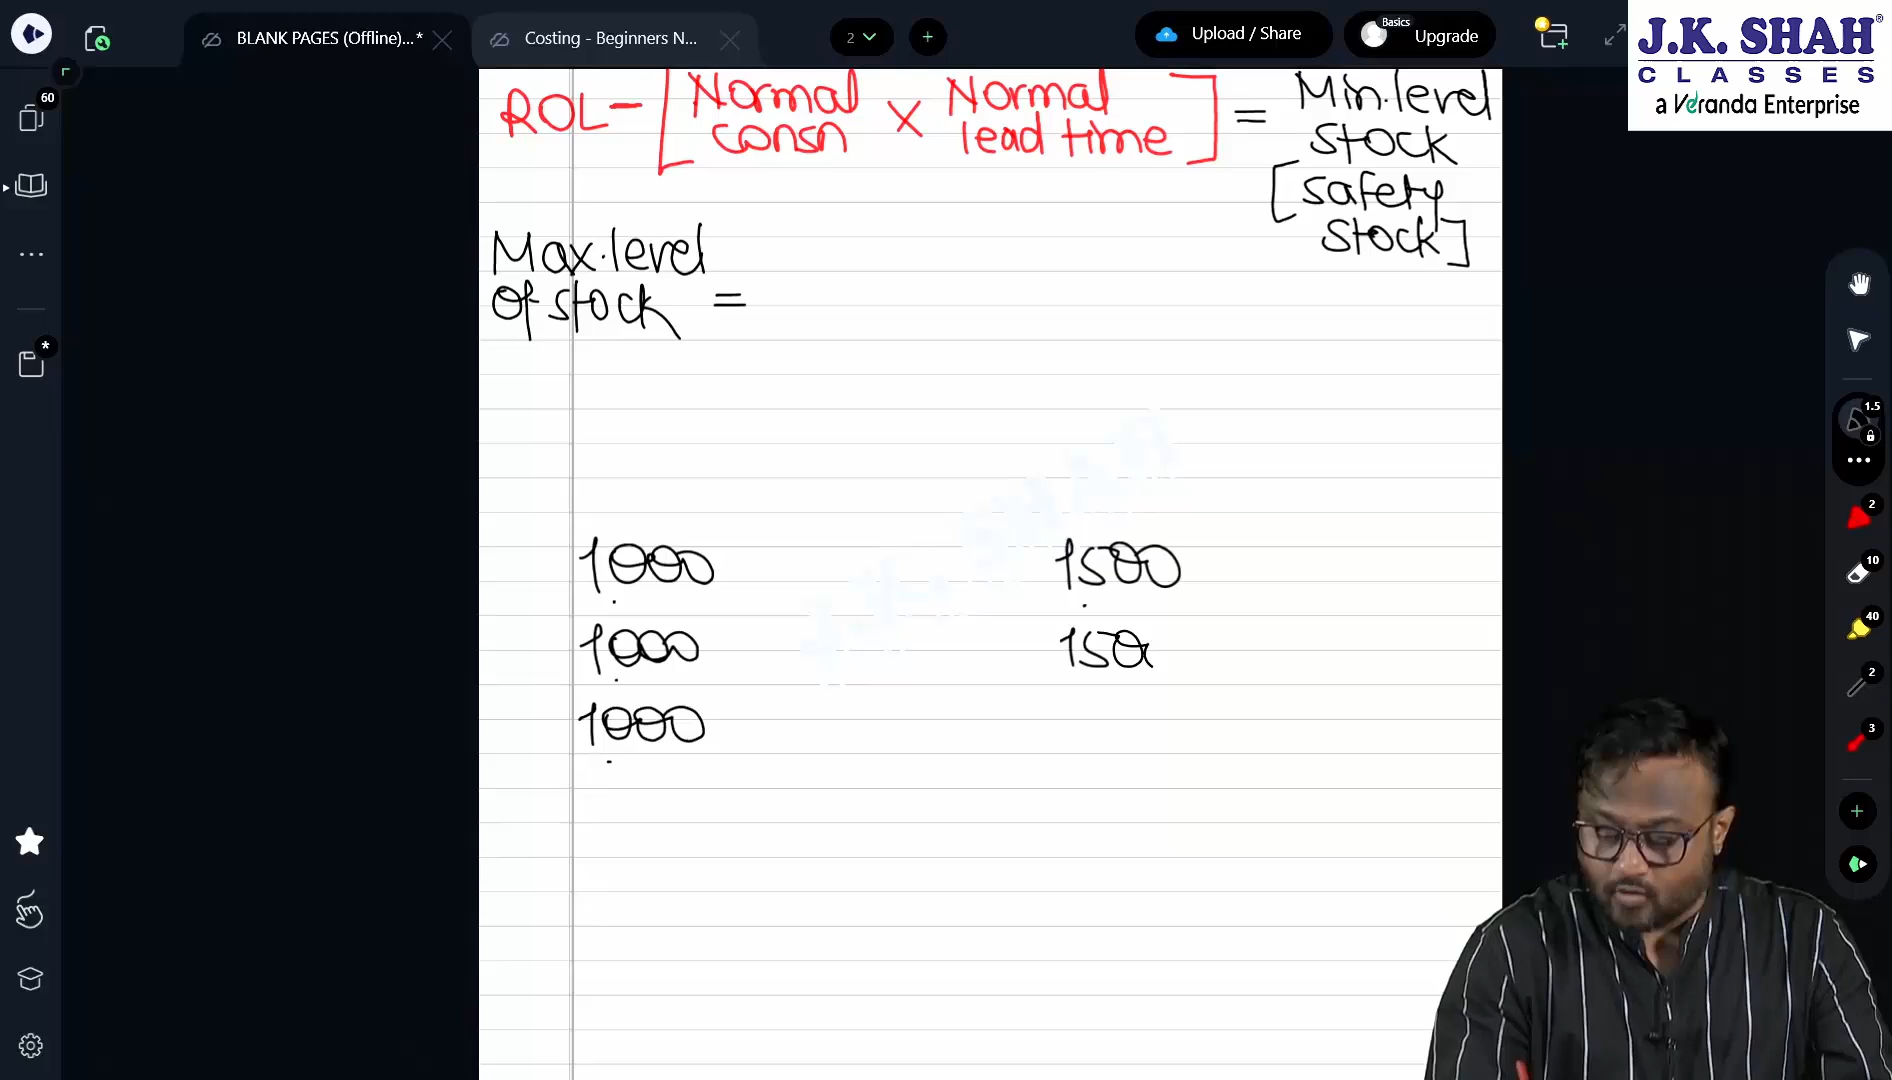 BLANK PAGES (Offline)...*
Costing - Beginners N...
2
Upload / Share
Basics
Upgrade
J.K. SHAH®
CLASSES
a Veranda Enterprise
60
ROL - [ Normal consn × Normal lead time ] = Min. level stock
[safety stock]
Max. level
of stock =
1000 1500
1000 150
1000
1.5
2
10
40
2
3